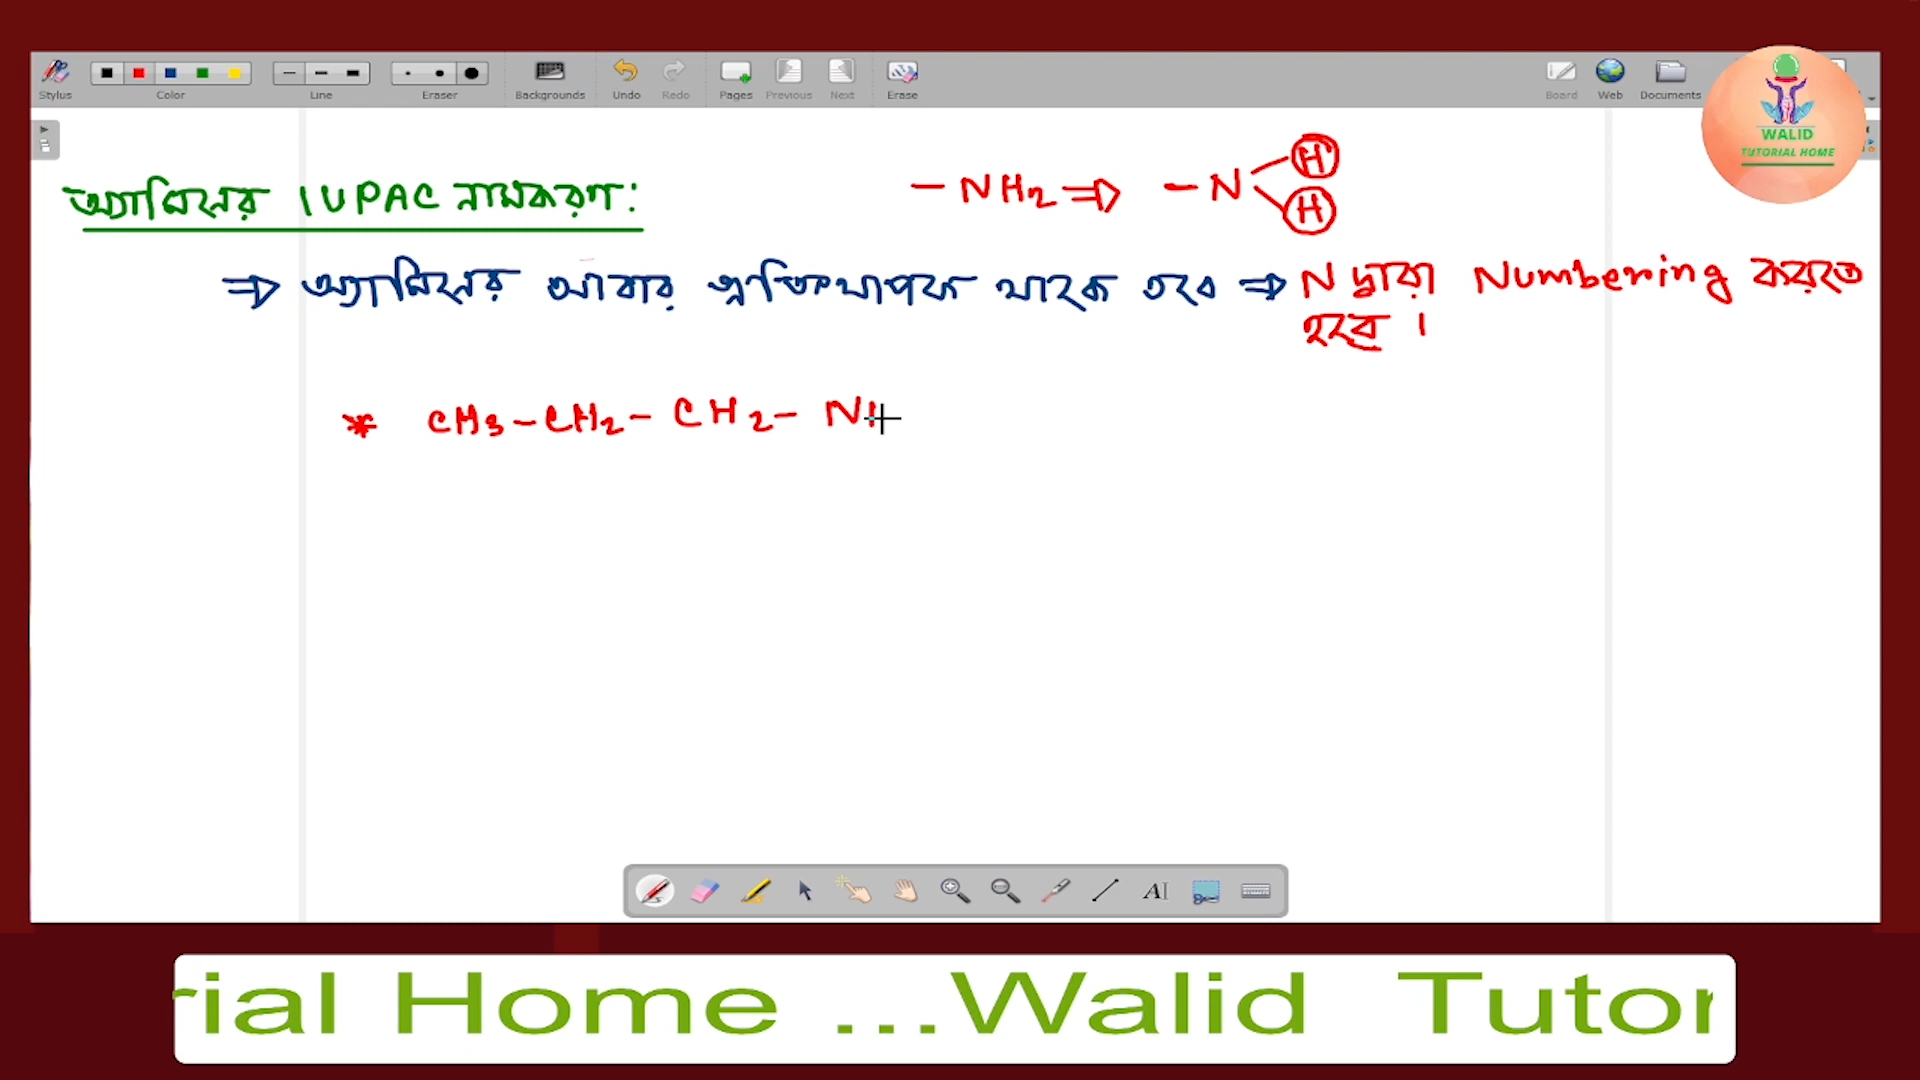 Stylus
Color
Line
Eraser
Backgrounds
Undo
Redo
Pages
Previous
Next
Erase
Board
Web
Documents
WALID
TUTORIAL HOME
অ্যামিনের IUPAC নামকরণ:
– NH2 ⇒ – N H H
⇒ অ্যামিনের আবার প্রতিস্থাপক থাকে তবে ⇒ N দ্বারা Numbering করতে
হবে ।
* CH3 – CH2 – CH2 – N
AI
rial Home ...Walid Tutor